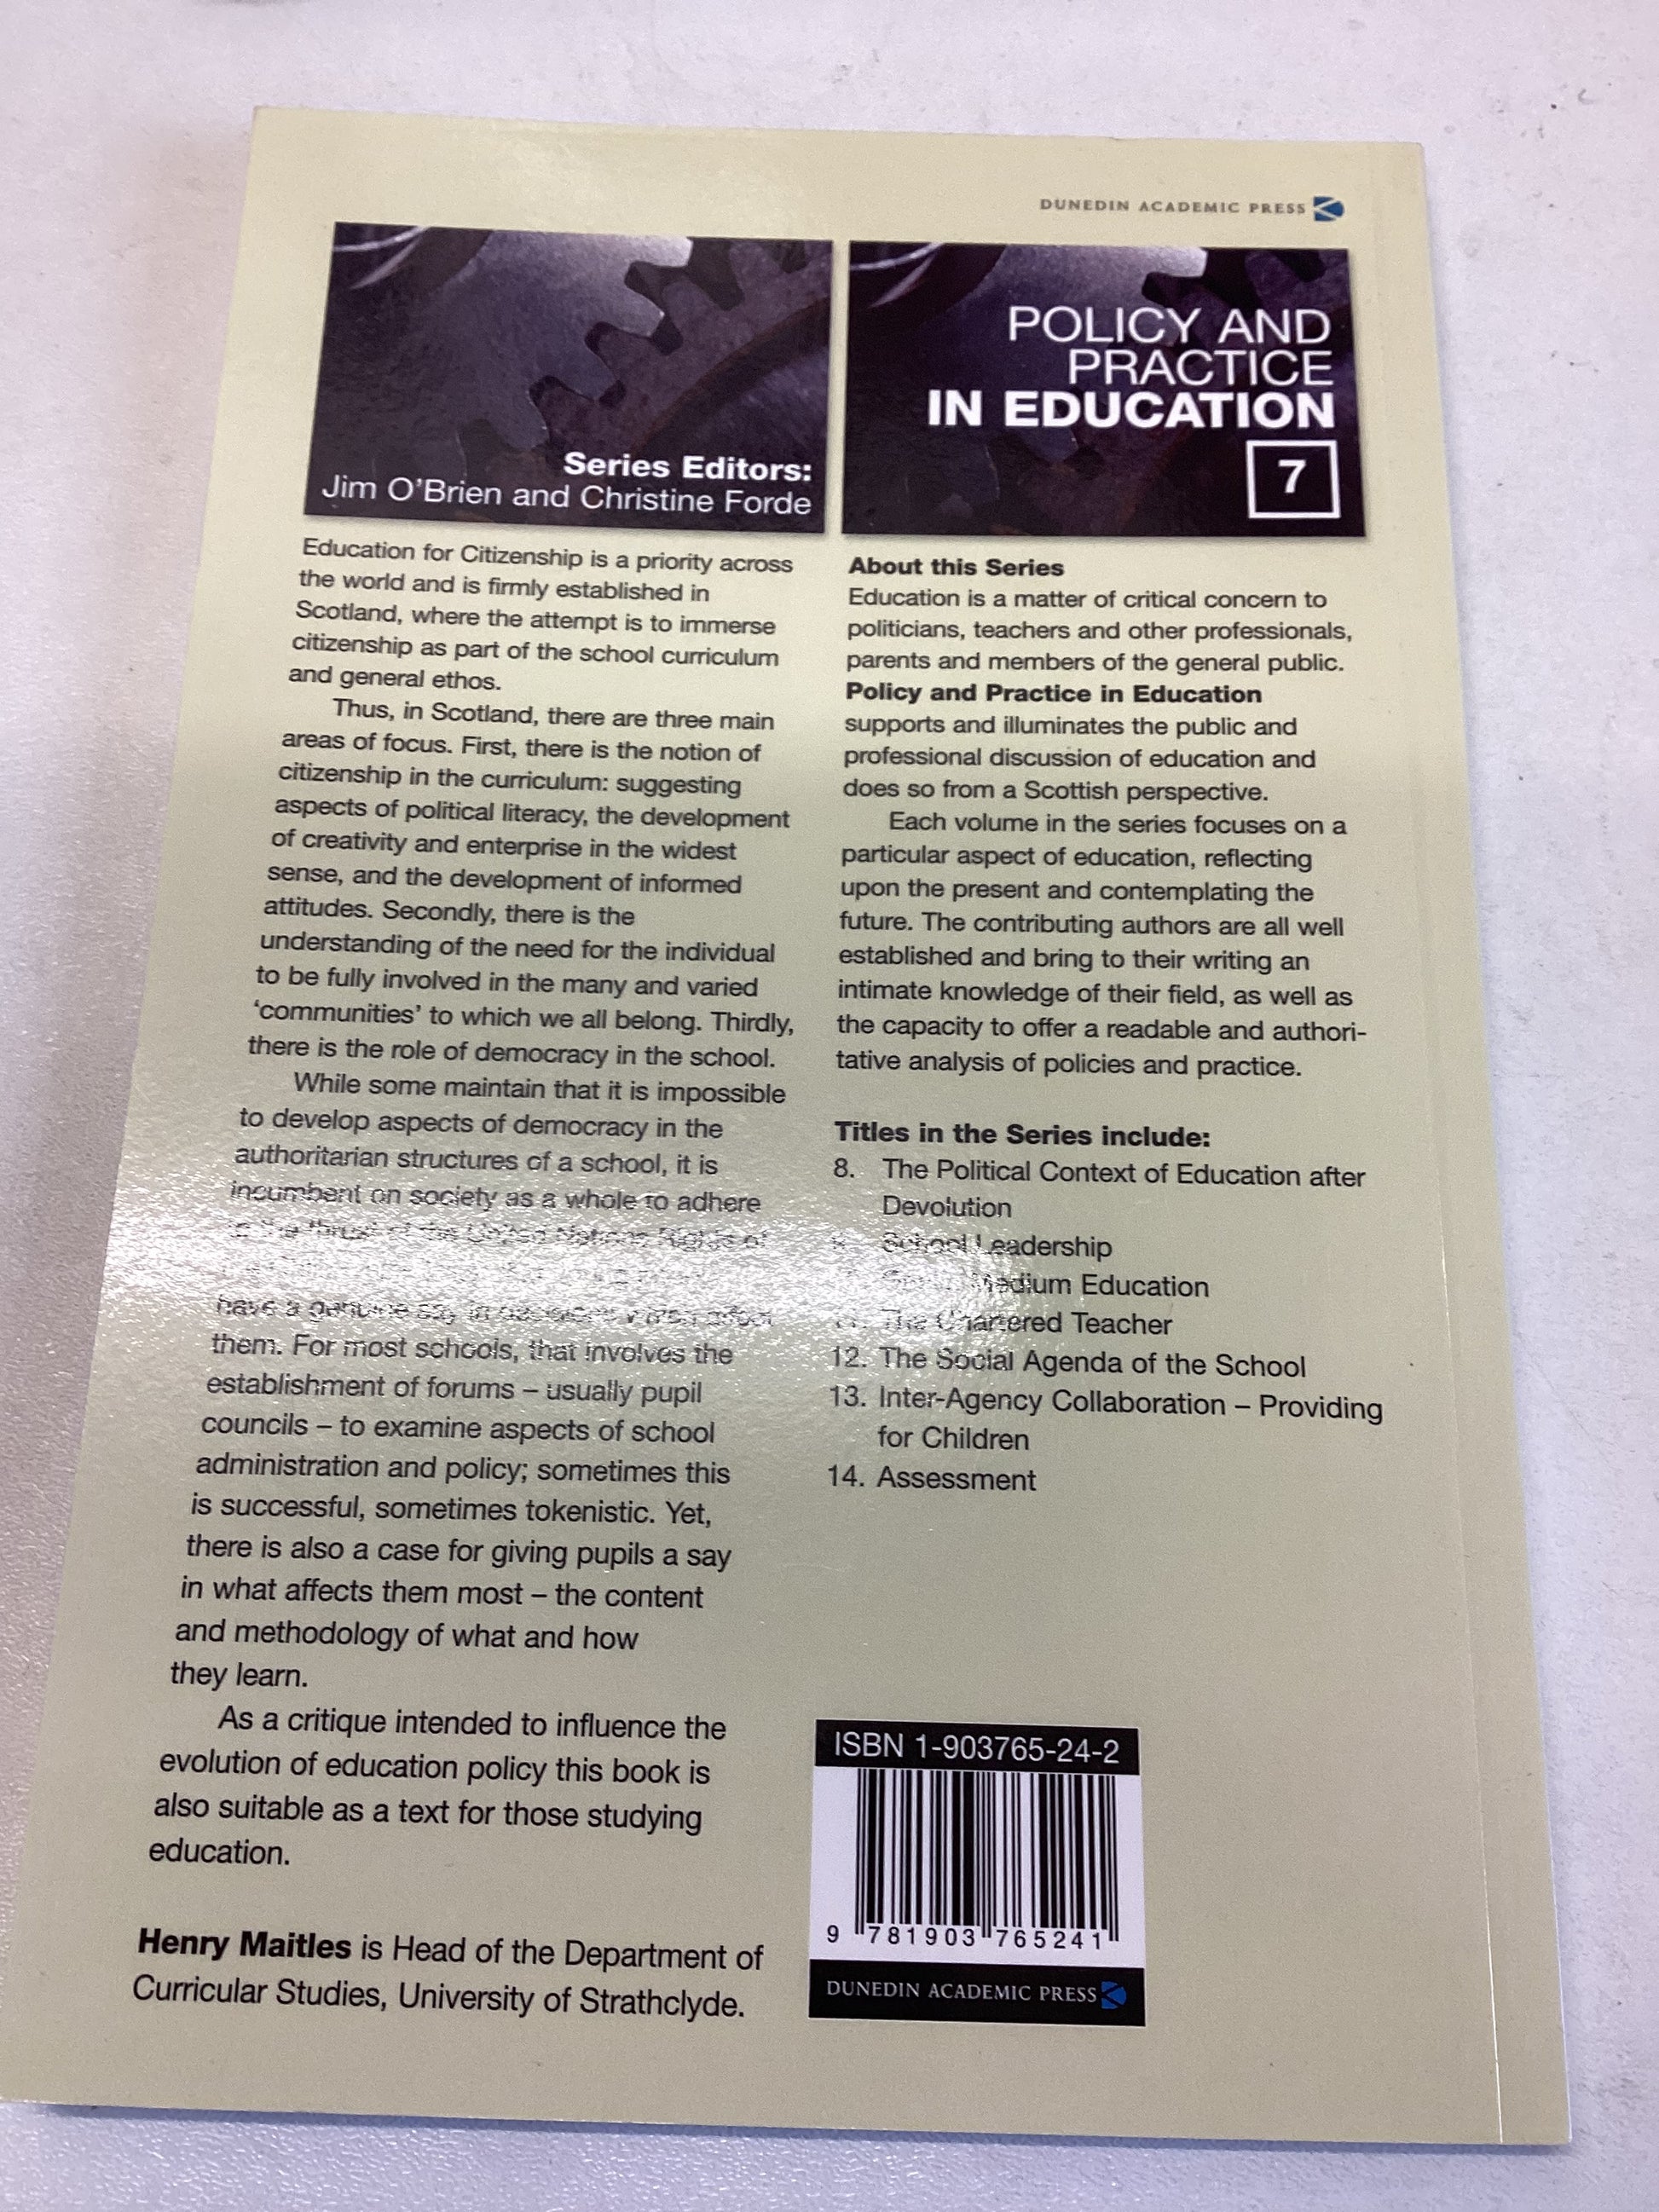 DUNEDIN ACADEMIC PRESS
Series Editors:
Jim O'Brien and Christine Forde
POLICY AND
PRACTICE
IN EDUCATION
7
Education for Citizenship is a priority across
the world and is firmly established in
Scotland, where the attempt is to immerse
citizenship as part of the school curriculum
and general ethos.
Thus, in Scotland, there are three main
areas of focus. First, there is the notion of
citizenship in the curriculum: suggesting
aspects of political literacy, the development
of creativity and enterprise in the widest
sense, and the development of informed
attitudes. Secondly, there is the
understanding of the need for the individual
to be fully involved in the many and varied
‘communities’ to which we all belong. Thirdly,
there is the role of democracy in the school.
While some maintain that it is impossible
to develop aspects of democracy in the
authoritarian structures of a school, it is
incumbent on society as a whole to adhere
to the thrust of the United Nations Rights of
have a genuine say in decisions which affect
them. For most schools, that involves the
establishment of forums – usually pupil
councils – to examine aspects of school
administration and policy; sometimes this
is successful, sometimes tokenistic. Yet,
there is also a case for giving pupils a say
in what affects them most – the content
and methodology of what and how
they learn.
As a critique intended to influence the
evolution of education policy this book is
also suitable as a text for those studying
education.
Henry Maitles is Head of the Department of
Curricular Studies, University of Strathclyde.
About this Series
Education is a matter of critical concern to
politicians, teachers and other professionals,
parents and members of the general public.
Policy and Practice in Education
supports and illuminates the public and
professional discussion of education and
does so from a Scottish perspective.
Each volume in the series focuses on a
particular aspect of education, reflecting
upon the present and contemplating the
future. The contributing authors are all well
established and bring to their writing an
intimate knowledge of their field, as well as
the capacity to offer a readable and authori-
tative analysis of policies and practice.
Titles in the Series include:
8. The Political Context of Education after
Devolution
School Leadership
Medium Education
The Chartered Teacher
12. The Social Agenda of the School
13. Inter-Agency Collaboration – Providing
for Children
14. Assessment
ISBN 1-903765-24-2
9 781903 765241
DUNEDIN ACADEMIC PRESS